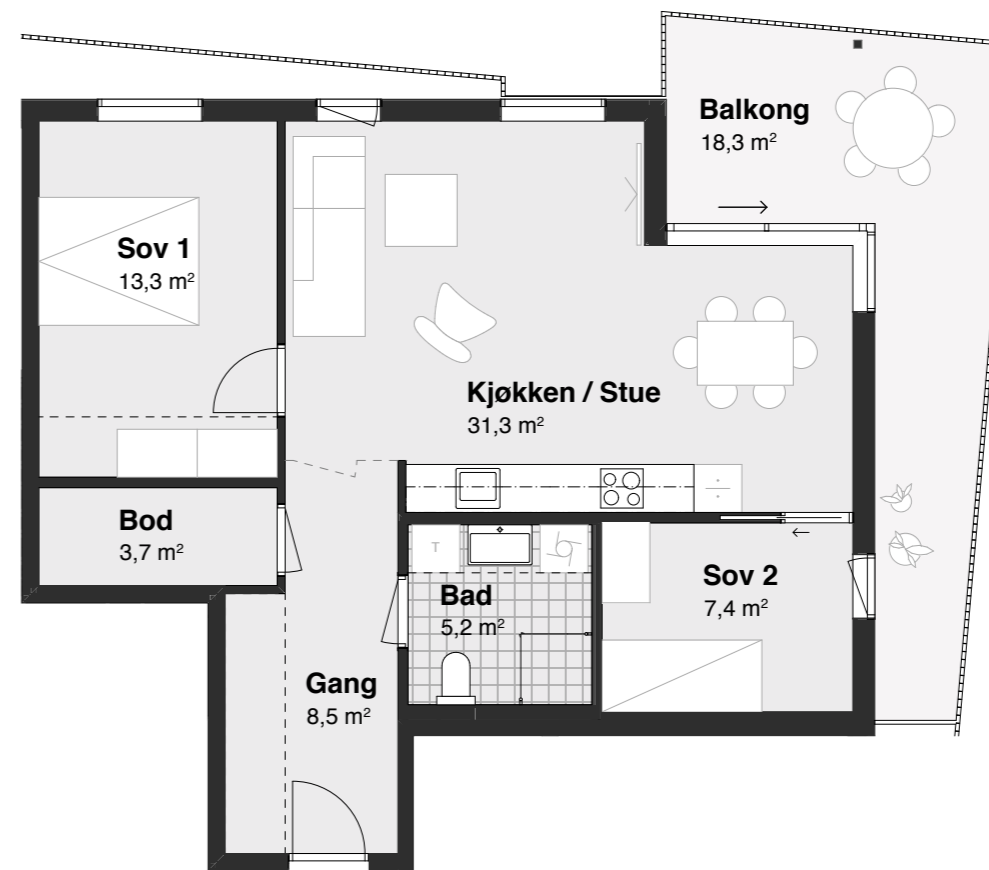 Balkong
18,3 m²
Sov 1
13,3 m²
Kjøkken / Stue
31,3 m²
Bod
3,7 m²
T
Bad
5,2 m²
Sov 2
7,4 m²
Gang
8,5 m²